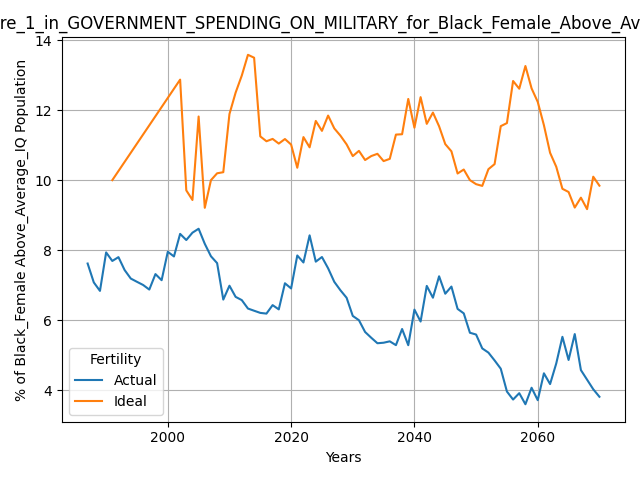 re_1_in_GOVERNMENT_SPENDING_ON_MILITARY_for_Black_Female_Above_Av
% of Black_Female Above_Average_IQ Population
14
12
10
8
6
4
Fertility
Actual
Ideal
2000
2020
2040
2060
Years